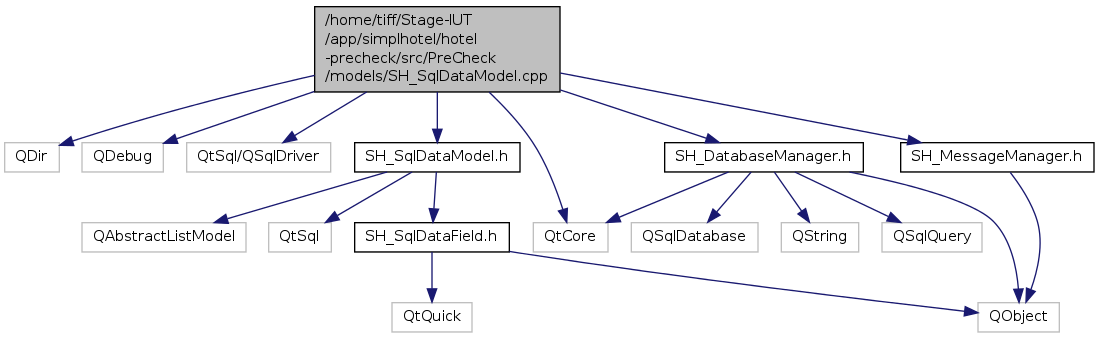 /home/tiff/Stage-IUT
/app/simplhotel/hotel
-precheck/src/PreCheck
/models/SH_SqlDataModel.cpp
QDir
QDebug
QtSql/QSqlDriver
SH_SqlDataModel.h
SH_DatabaseManager.h
SH_MessageManager.h
QAbstractListModel
QtSql
SH_SqlDataField.h
QtCore
QSqlDatabase
QString
QSqlQuery
QtQuick
QObject